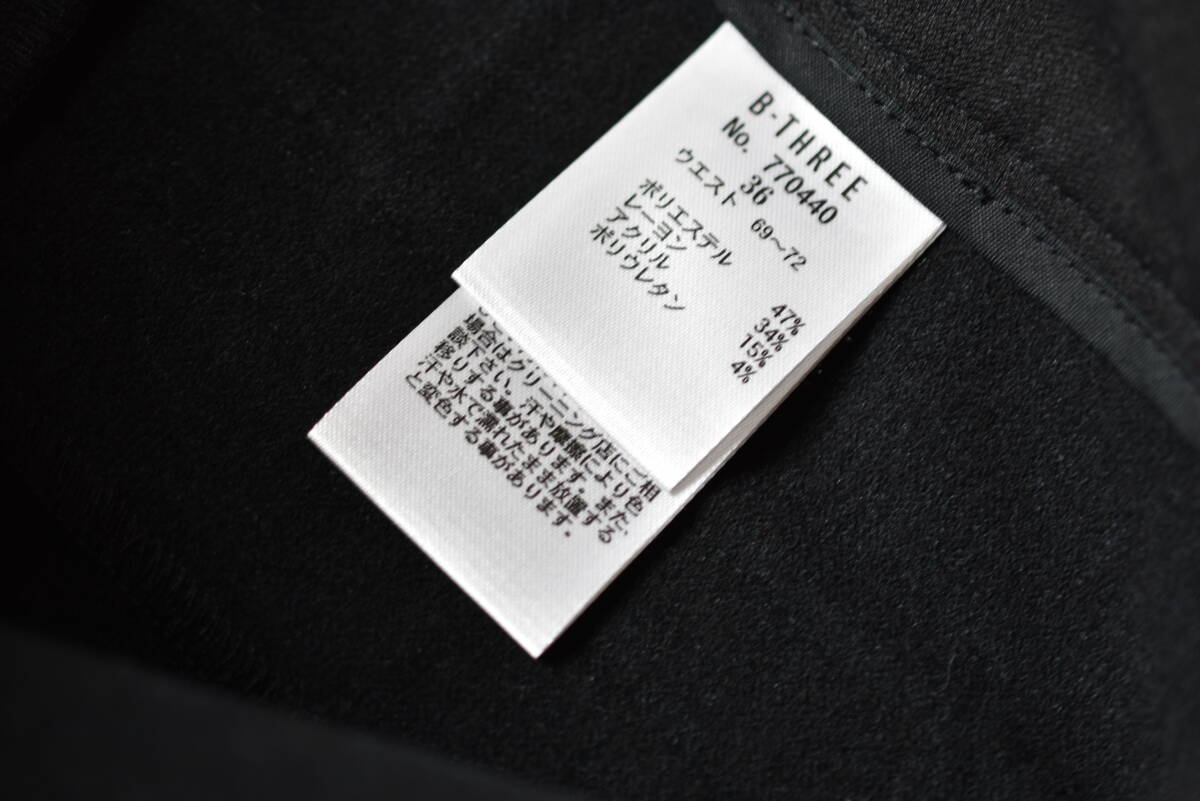 B-THREE
No. 770440
36
ウエスト 69～72
ポリエステル 47%
レーヨン 34%
アクリル 15%
ポリウレタン 4%
場合はクリーニング店にご相
談下さい。汗や摩擦により色
移りする事があります。また、
汗や水で濡れたまま放置する
と変色する事があります。